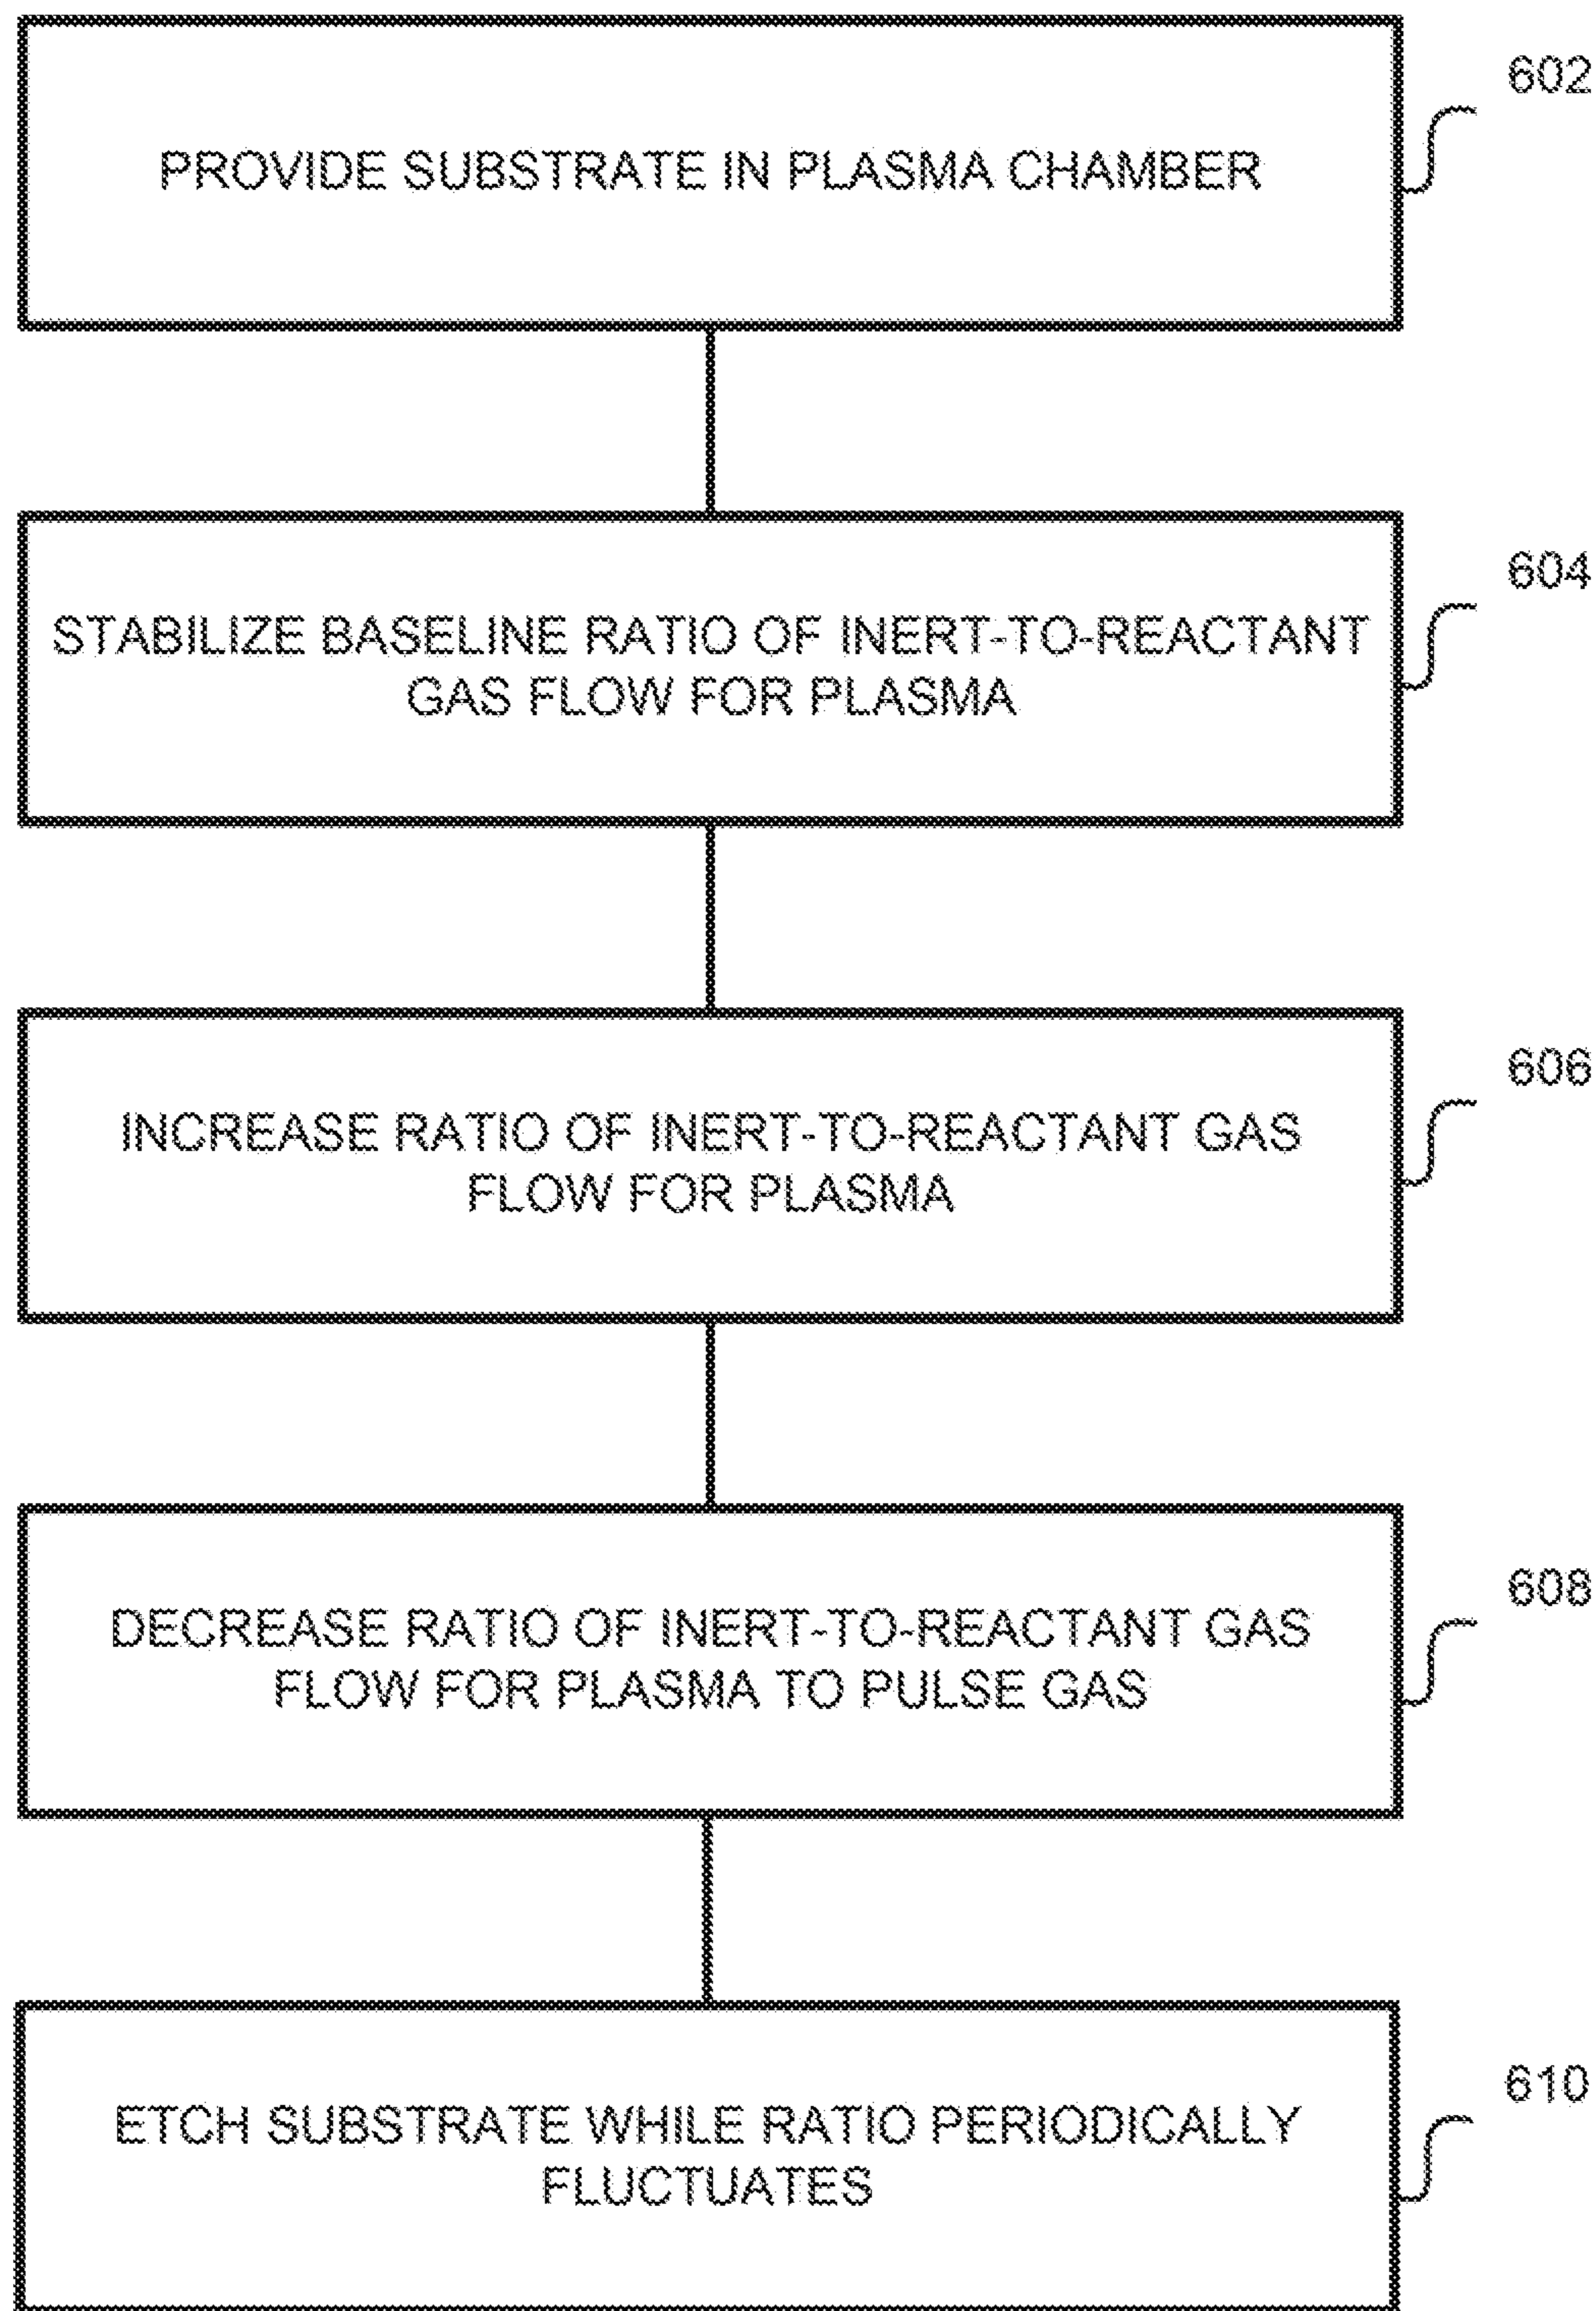 602
PROVIDE SUBSTRATE IN PLASMA CHAMBER
604
STABILIZE BASELINE RATIO OF INERT-TO-REACTANT
GAS FLOW FOR PLASMA
606
INCREASE RATIO OF INERT-TO-REACTANT GAS
FLOW FOR PLASMA
608
DECREASE RATIO OF INERT-TO-REACTANT GAS
FLOW FOR PLASMA TO PULSE GAS
610
ETCH SUBSTRATE WHILE RATIO PERIODICALLY
FLUCTUATES